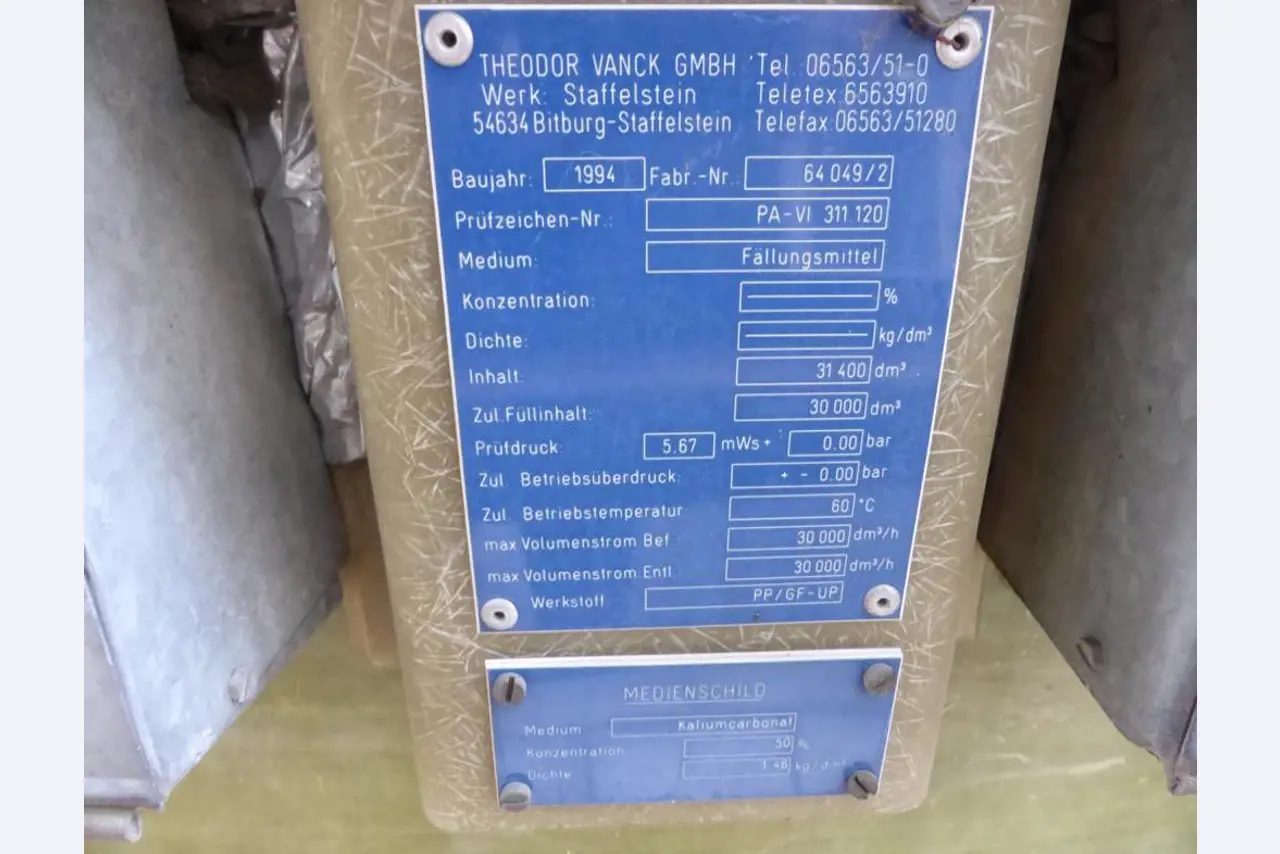 THEODOR VANCK GMBH Tel. 06563/51-0
Werk: Staffelstein Teletex 6563910
54634 Bitburg-Staffelstein Telefax 06563/51280
Baujahr: 1994 Fabr.-Nr.: 64 049/2
Prüfzeichen-Nr.: PA-VI 311.120
Medium: Fällungsmittel
Konzentration: %
Dichte: kg/dm³
Inhalt: 31 400 dm³
Zul. Füllinhalt: 30 000 dm³
Prüfdruck: 5.67 mWs + 0.00 bar
Zul. Betriebsüberdruck: + - 0.00 bar
Zul. Betriebstemperatur 60 °C
max Volumenstrom Bef. 30 000 dm³/h
max Volumenstrom Entl. 30 000 dm³/h
Werkstoff PP/GF-UP
MEDIENSCHILD
Medium Kaliumcarbonat
Konzentration 50 %
Dichte 1.46 kg/dm³